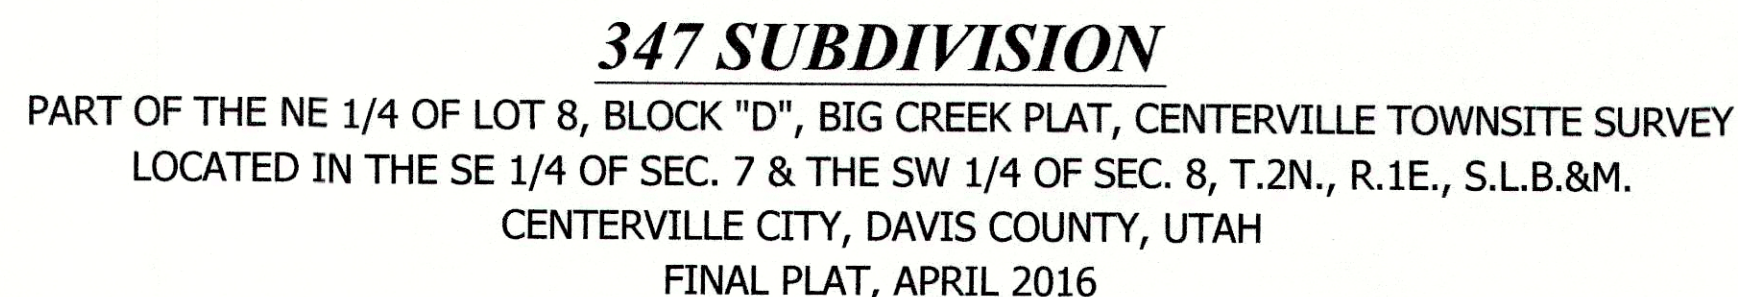 347 SUBDIVISION
PART OF THE NE 1/4 OF LOT 8, BLOCK "D", BIG CREEK PLAT, CENTERVILLE TOWNSITE SURVEY
LOCATED IN THE SE 1/4 OF SEC. 7 & THE SW 1/4 OF SEC. 8, T.2N., R.1E., S.L.B.&M.
CENTERVILLE CITY, DAVIS COUNTY, UTAH
FINAL PLAT, APRIL 2016